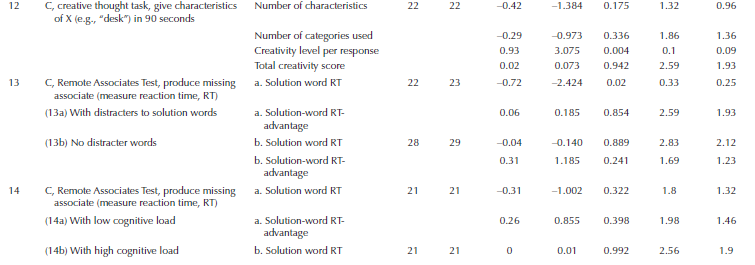 12 C, creative thought task, give characteristics Number of characteristics 22 22 −0.42 −1.384 0.175 1.32 0.96
of X (e.g., “desk”) in 90 seconds
Number of categories used −0.29 −0.973 0.336 1.86 1.36
Creativity level per response 0.93 3.075 0.004 0.1 0.09
Total creativity score 0.02 0.073 0.942 2.59 1.93
13 C, Remote Associates Test, produce missing a. Solution word RT 22 23 −0.72 −2.424 0.02 0.33 0.25
associate (measure reaction time, RT)
(13a) With distracters to solution words a. Solution-word RT- 0.06 0.185 0.854 2.59 1.93
advantage
(13b) No distracter words b. Solution word RT 28 29 −0.04 −0.140 0.889 2.83 2.12
b. Solution-word RT- 0.31 1.185 0.241 1.69 1.23
advantage
14 C, Remote Associates Test, produce missing a. Solution word RT 21 21 −0.31 −1.002 0.322 1.8 1.32
associate (measure reaction time, RT)
(14a) With low cognitive load a. Solution-word RT- 0.26 0.855 0.398 1.98 1.46
advantage
(14b) With high cognitive load b. Solution word RT 21 21 0 0.01 0.992 2.56 1.9